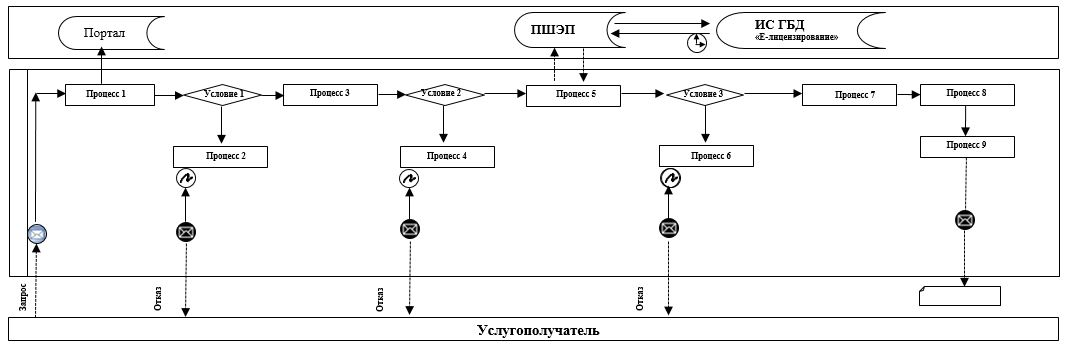 Портал
ПШЭП
ИС ГБД
«Е-лицензирование»
Процесс 1
Условие 1
Процесс 3
Условие 2
Процесс 5
Условие 3
Процесс 7
Процесс 8
Процесс 2
Процесс 4
Процесс 6
Процесс 9
Запрос
Отказ
Отказ
Отказ
Услугополучатель